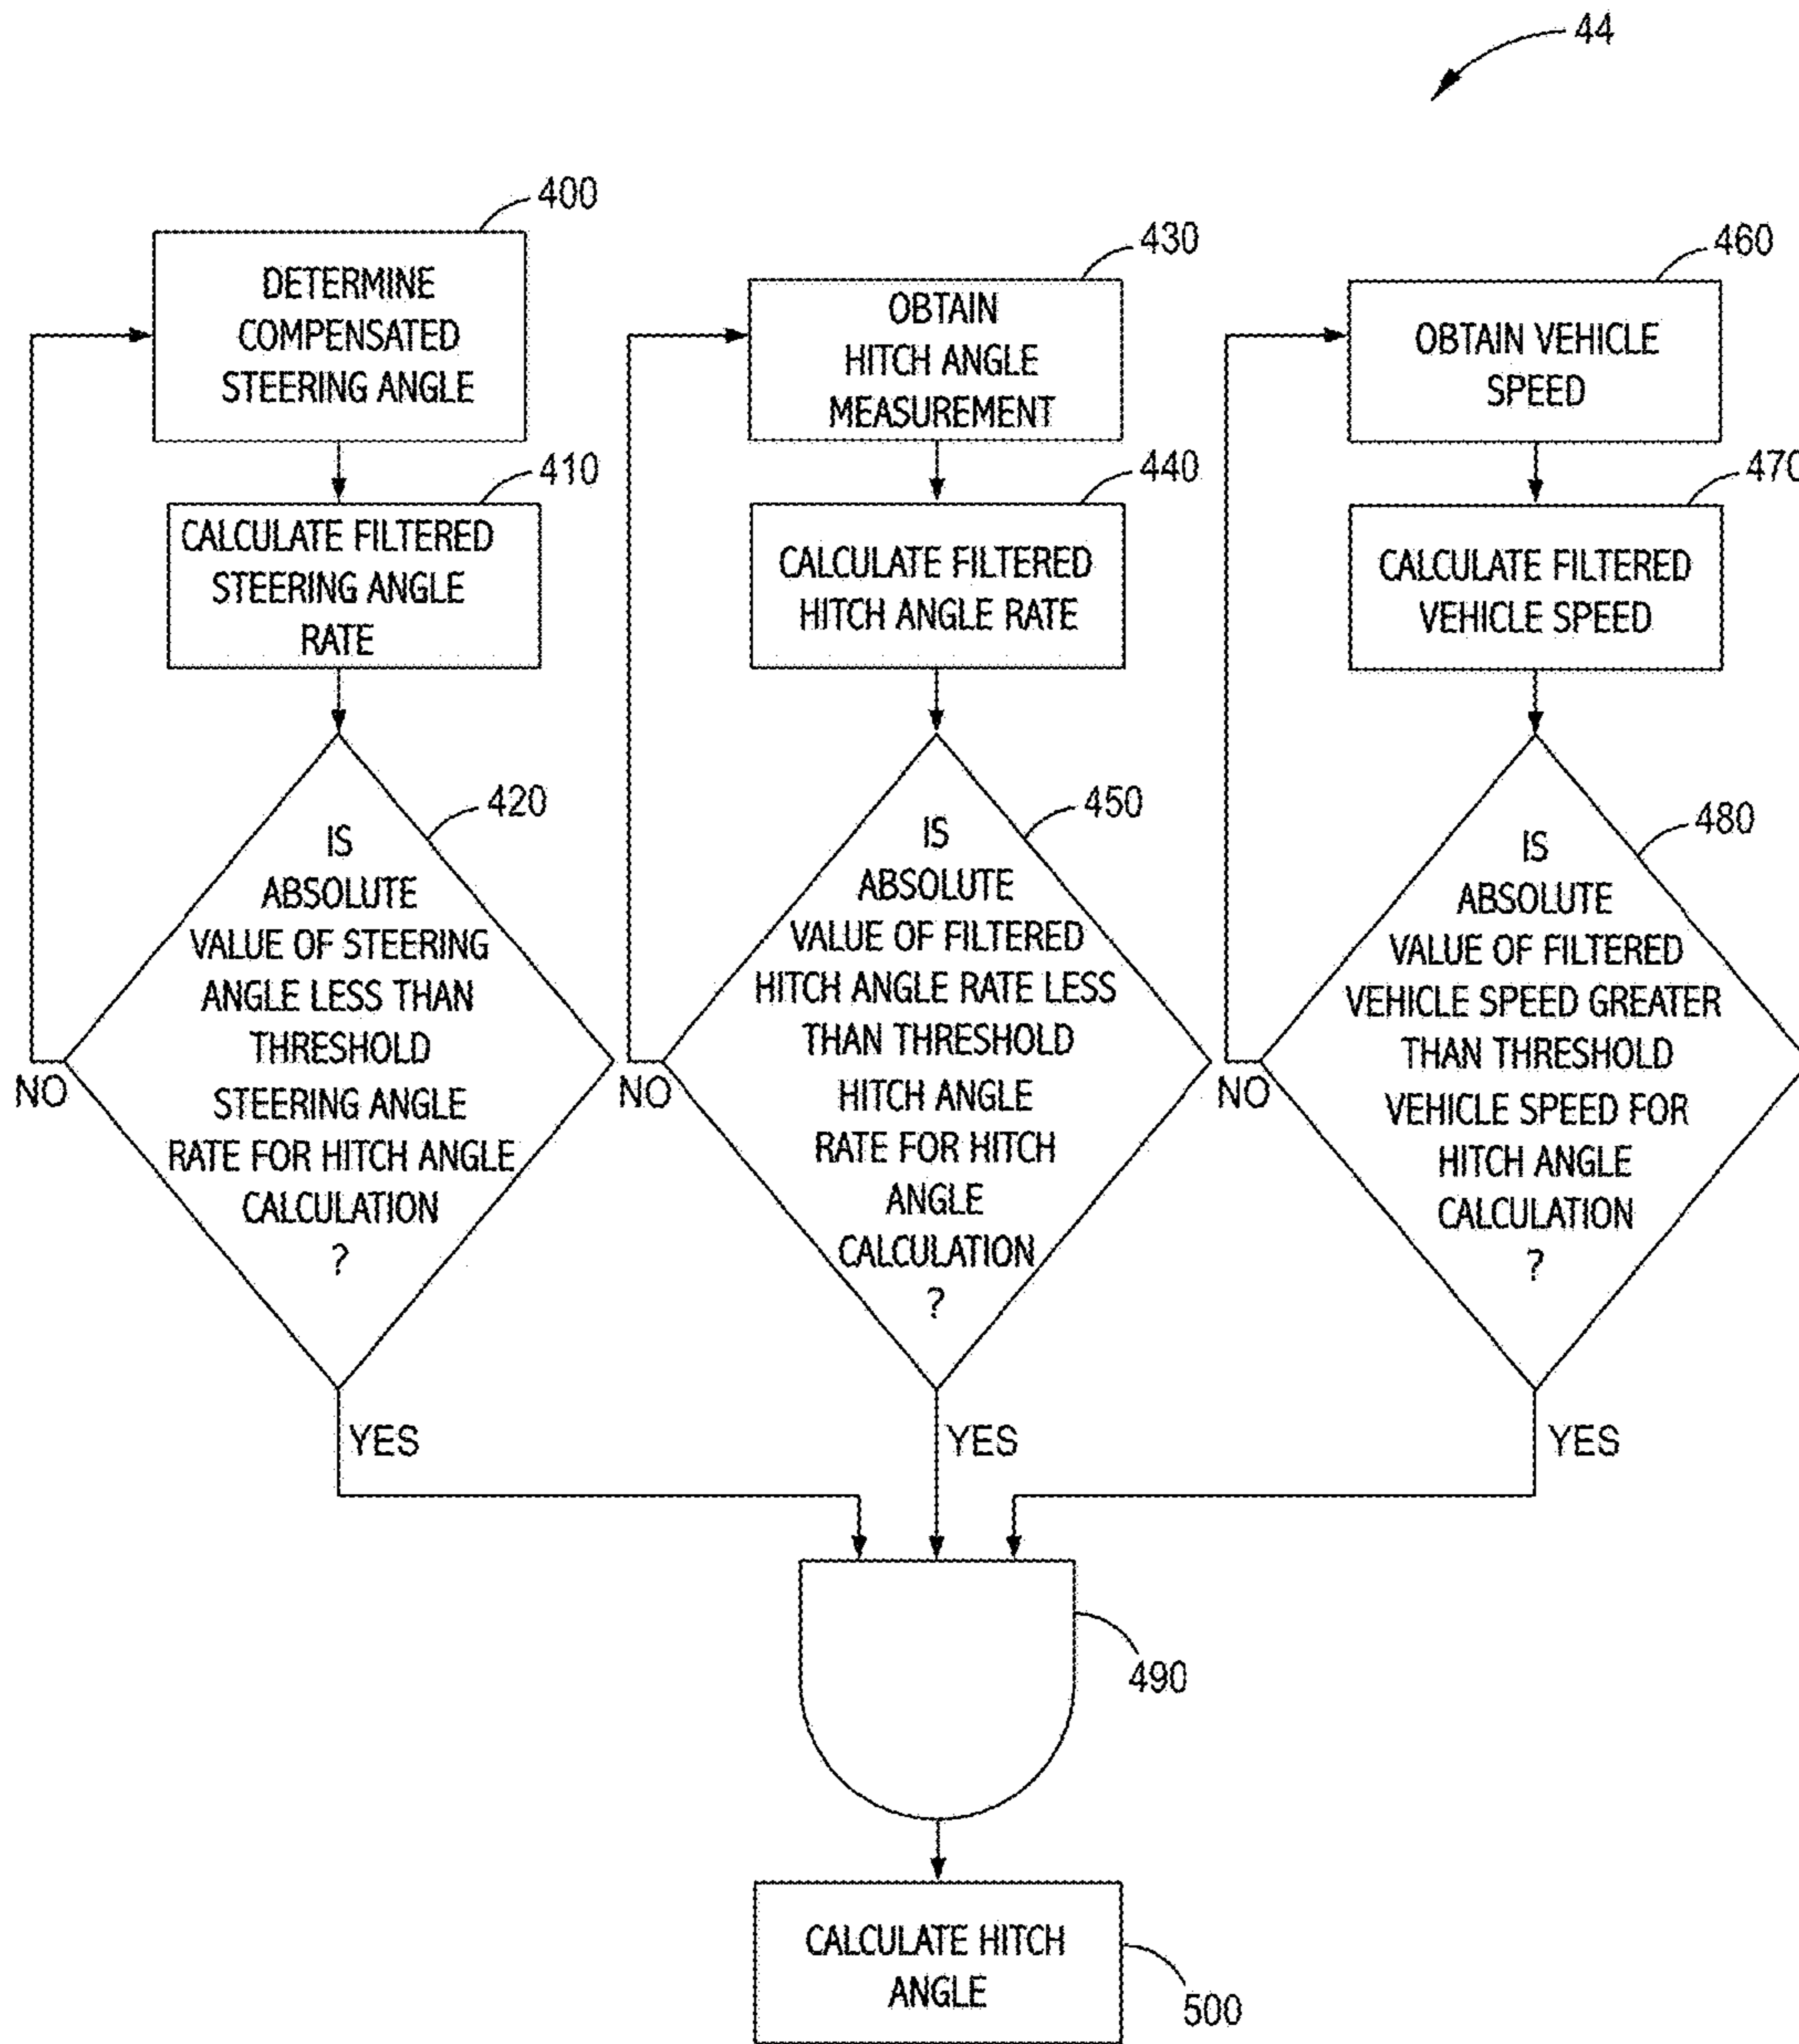 44
400
DETERMINE
COMPENSATED
STEERING ANGLE
410
CALCULATE FILTERED
STEERING ANGLE
RATE
420
IS
ABSOLUTE
VALUE OF STEERING
ANGLE LESS THAN
THRESHOLD
STEERING ANGLE
RATE FOR HITCH ANGLE
CALCULATION
?
NO
YES
430
OBTAIN
HITCH ANGLE
MEASUREMENT
440
CALCULATE FILTERED
HITCH ANGLE RATE
450
IS
ABSOLUTE
VALUE OF FILTERED
HITCH ANGLE RATE LESS
THAN THRESHOLD
HITCH ANGLE
RATE FOR HITCH
ANGLE
CALCULATION
?
NO
YES
460
OBTAIN VEHICLE
SPEED
470
CALCULATE FILTERED
VEHICLE SPEED
480
IS
ABSOLUTE
VALUE OF FILTERED
VEHICLE SPEED GREATER
THAN THRESHOLD
VEHICLE SPEED FOR
HITCH ANGLE
CALCULATION
?
NO
YES
490
CALCULATE HITCH
ANGLE
500